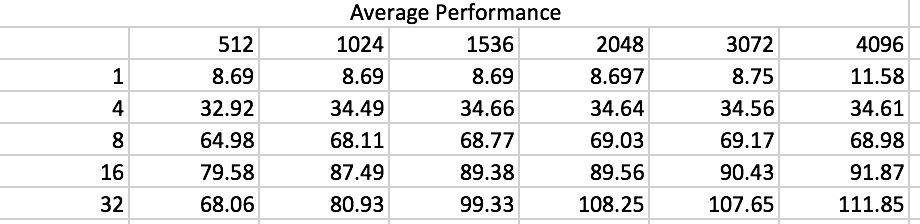 Average Performance
512 1024 1536 2048 3072 4096
1 8.69 8.69 8.69 8.697 8.75 11.58
4 32.92 34.49 34.66 34.64 34.56 34.61
8 64.98 68.11 68.77 69.03 69.17 68.98
16 79.58 87.49 89.38 89.56 90.43 91.87
32 68.06 80.93 99.33 108.25 107.65 111.85